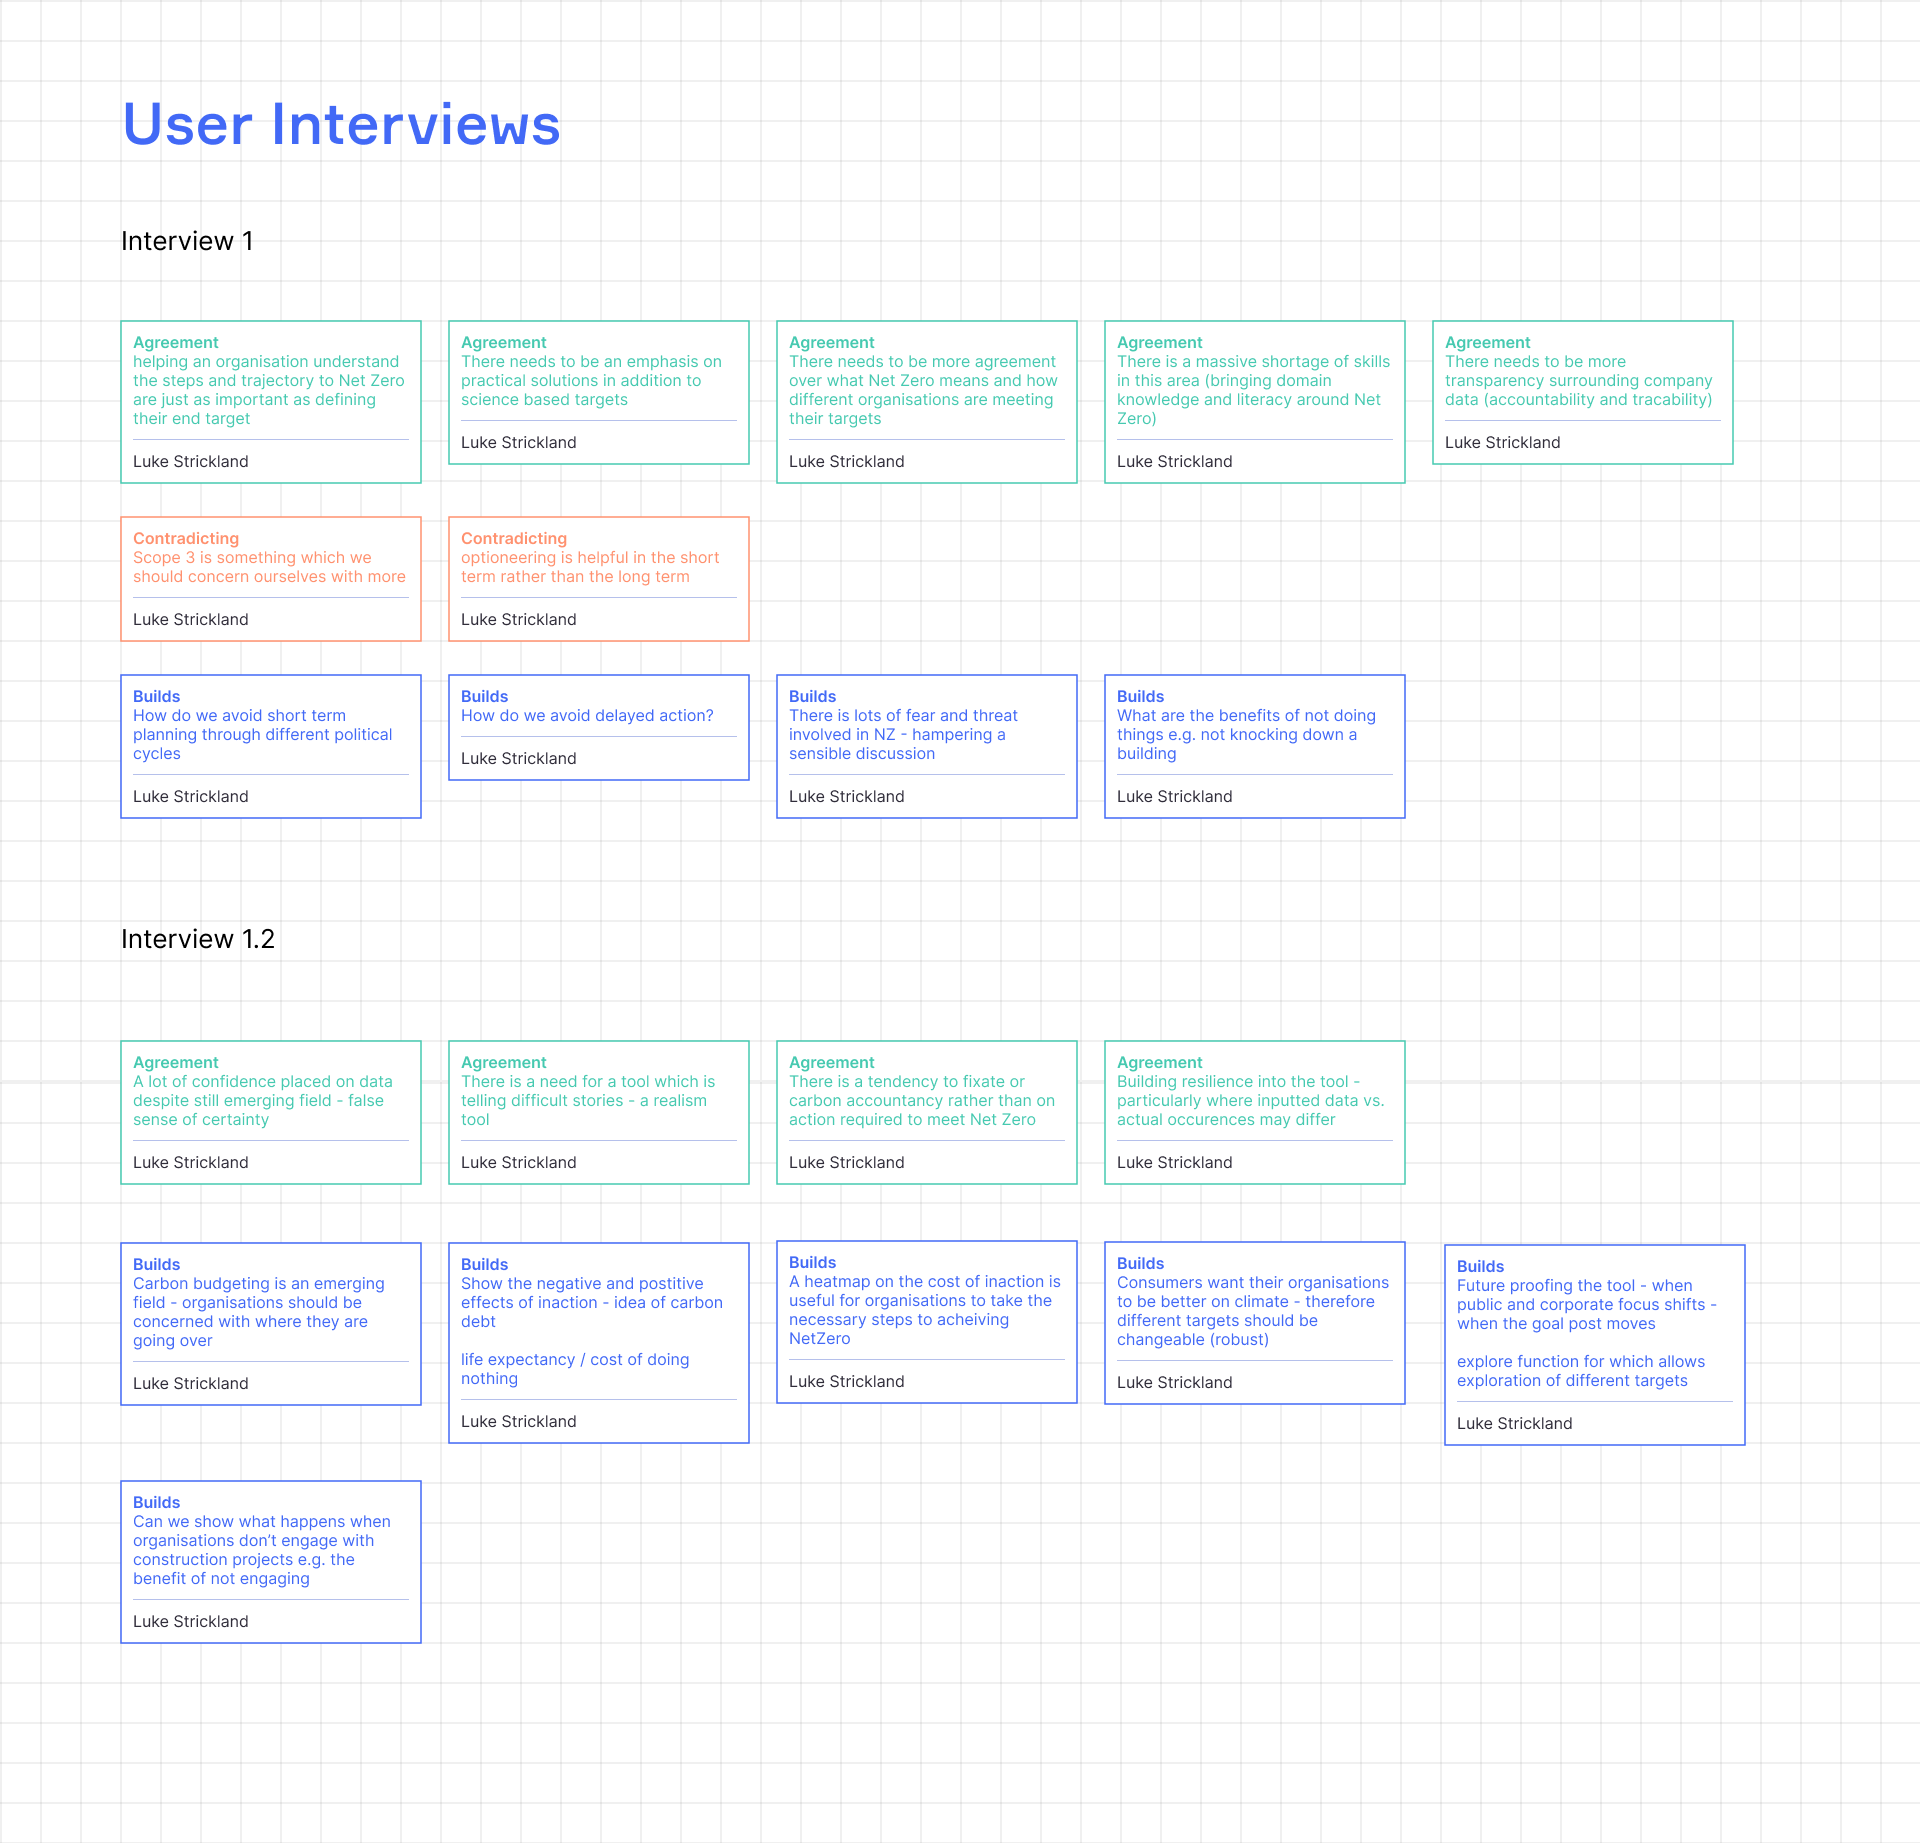 User Interviews
Interview 1
Agreement
helping an organisation understand
the steps and trajectory to Net Zero
are just as important as defining
their end target
Luke Strickland
Agreement
There needs to be an emphasis on
practical solutions in addition to
science based targets
Luke Strickland
Agreement
There needs to be more agreement
over what Net Zero means and how
different organisations are meeting
their targets
Luke Strickland
Agreement
There is a massive shortage of skills
in this area (bringing domain
knowledge and literacy around Net
Zero)
Luke Strickland
Agreement
There needs to be more
transparency surrounding company
data (accountability and tracability)
Luke Strickland
Contradicting
Scope 3 is something which we
should concern ourselves with more
Luke Strickland
Contradicting
optioneering is helpful in the short
term rather than the long term
Luke Strickland
Builds
How do we avoid short term
planning through different political
cycles
Luke Strickland
Builds
How do we avoid delayed action?
Luke Strickland
Builds
There is lots of fear and threat
involved in NZ - hampering a
sensible discussion
Luke Strickland
Builds
What are the benefits of not doing
things e.g. not knocking down a
building
Luke Strickland
Interview 1.2
Agreement
A lot of confidence placed on data
despite still emerging field - false
sense of certainty
Luke Strickland
Agreement
There is a need for a tool which is
telling difficult stories - a realism
tool
Luke Strickland
Agreement
There is a tendency to fixate or
carbon accountancy rather than on
action required to meet Net Zero
Luke Strickland
Agreement
Building resilience into the tool -
particularly where inputted data vs.
actual occurences may differ
Luke Strickland
Builds
Carbon budgeting is an emerging
field - organisations should be
concerned with where they are
going over
Luke Strickland
Builds
Show the negative and postitive
effects of inaction - idea of carbon
debt
life expectancy / cost of doing
nothing
Luke Strickland
Builds
A heatmap on the cost of inaction is
useful for organisations to take the
necessary steps to acheiving
NetZero
Luke Strickland
Builds
Consumers want their organisations
to be better on climate - therefore
different targets should be
changeable (robust)
Luke Strickland
Builds
Future proofing the tool - when
public and corporate focus shifts -
when the goal post moves
explore function for which allows
exploration of different targets
Luke Strickland
Builds
Can we show what happens when
organisations don’t engage with
construction projects e.g. the
benefit of not engaging
Luke Strickland